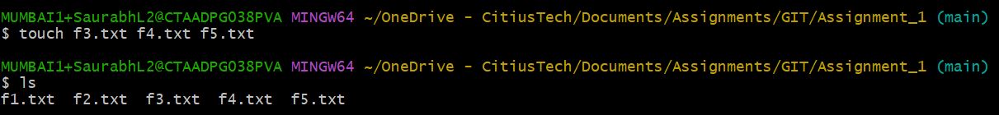 MUMBAI1+SaurabhL2@CTAADPG038PVA MINGW64 ~/OneDrive - CitiusTech/Documents/Assignments/GIT/Assignment_1 (main)
$ touch f3.txt f4.txt f5.txt
MUMBAI1+SaurabhL2@CTAADPG038PVA MINGW64 ~/OneDrive - CitiusTech/Documents/Assignments/GIT/Assignment_1 (main)
$ ls
f1.txt  f2.txt  f3.txt  f4.txt  f5.txt